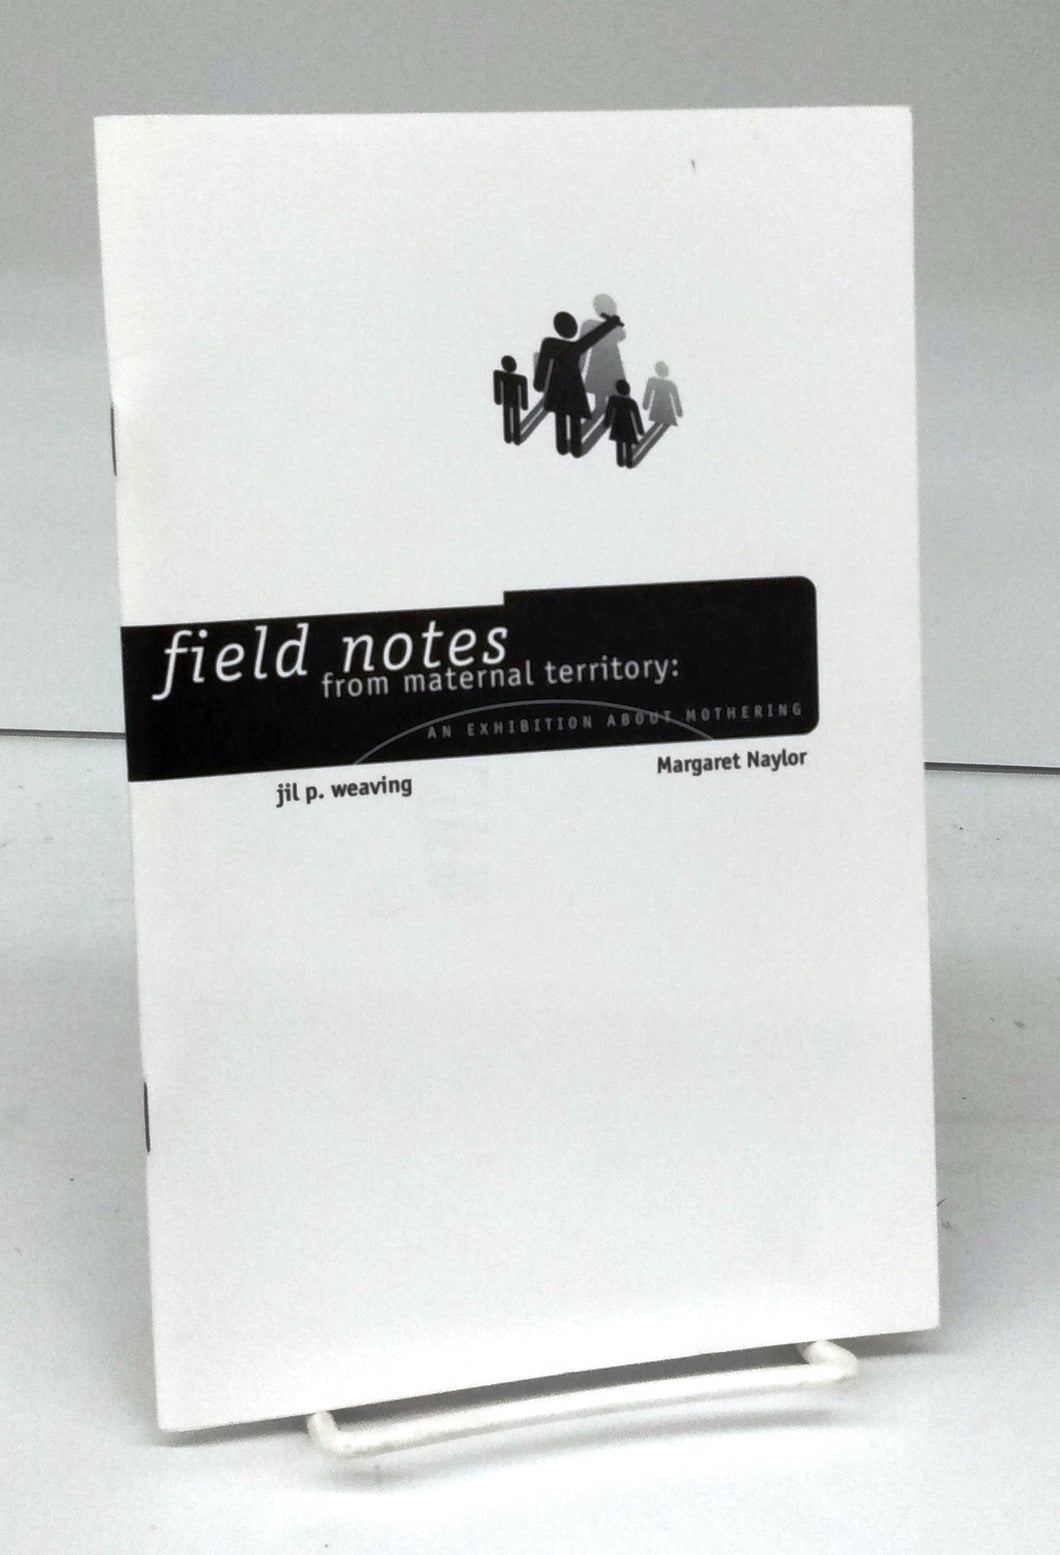 field notes
from maternal territory:
AN EXHIBITION ABOUT MOTHERING
jil p. weaving
Margaret Naylor